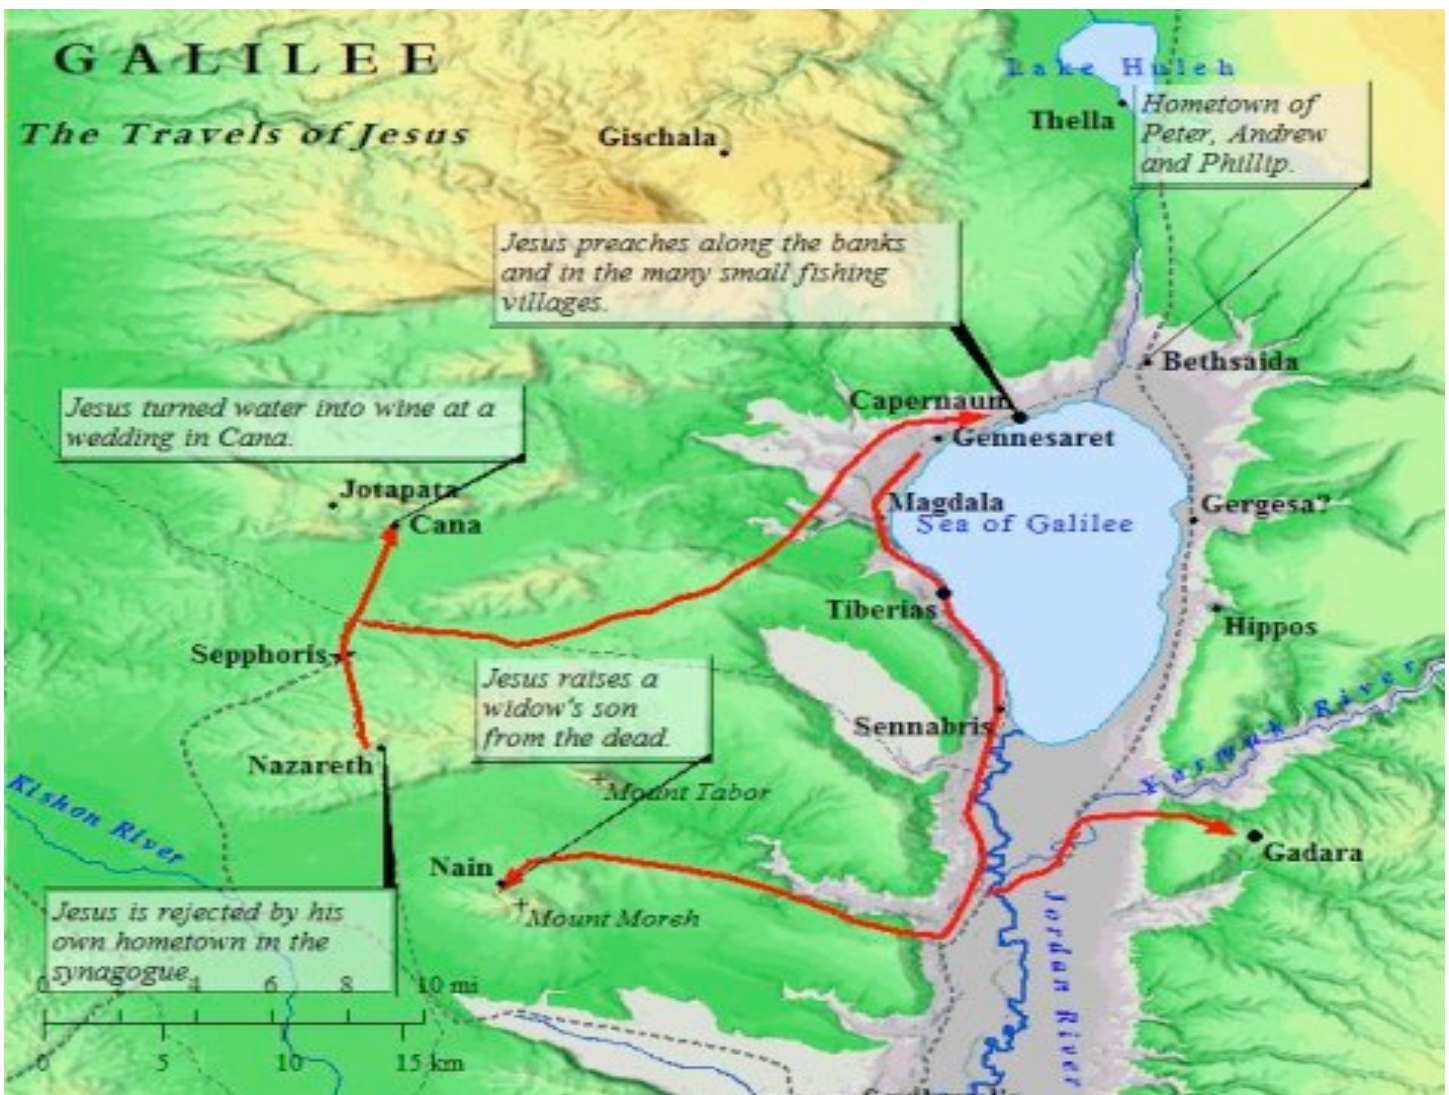 GALILEE
The Travels of Jesus
Lake Huleh
Thella
Gischala
Hometown of
Peter, Andrew
and Phillip.
Jesus preaches along the banks
and in the many small fishing
villages.
Bethsaida
Capernaum
Gennesaret
Jesus turned water into wine at a
wedding in Cana.
Jotapata
Cana
Magdala
Sea of Galilee
Gergesa?
Tiberias
Hippos
Sepphoris
Jesus raises a
widow's son
from the dead.
Sennabris
Yarmuk River
Nazareth
Mount Tabor
Kishon River
Nain
Gadara
Mount Moreh
Jesus is rejected by his
own hometown in the
synagogue
Jordan River
0 4 6 8 10 mi
0 5 10 15 km